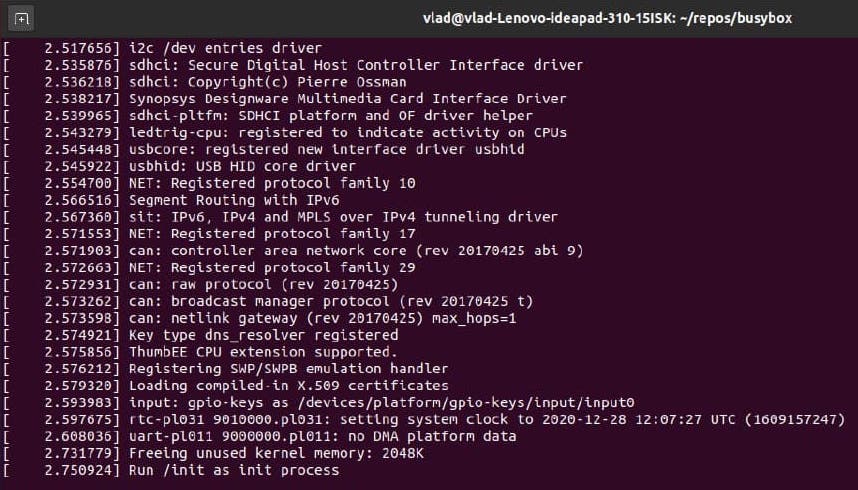 vlad@vlad-Lenovo-ideapad-310-15ISK: ~/repos/busybox
[    2.517656] i2c /dev entries driver
[    2.535876] sdhci: Secure Digital Host Controller Interface driver
[    2.536218] sdhci: Copyright(c) Pierre Ossman
[    2.538217] Synopsys Designware Multimedia Card Interface Driver
[    2.539965] sdhci-pltfm: SDHCI platform and OF driver helper
[    2.543279] ledtrig-cpu: registered to indicate activity on CPUs
[    2.545448] usbcore: registered new interface driver usbhid
[    2.545922] usbhid: USB HID core driver
[    2.554700] NET: Registered protocol family 10
[    2.566516] Segment Routing with IPv6
[    2.567360] sit: IPv6, IPv4 and MPLS over IPv4 tunneling driver
[    2.571553] NET: Registered protocol family 17
[    2.571903] can: controller area network core (rev 20170425 abi 9)
[    2.572663] NET: Registered protocol family 29
[    2.572931] can: raw protocol (rev 20170425)
[    2.573262] can: broadcast manager protocol (rev 20170425 t)
[    2.573598] can: netlink gateway (rev 20170425) max_hops=1
[    2.574921] Key type dns_resolver registered
[    2.575856] ThumbEE CPU extension supported.
[    2.576212] Registering SWP/SWPB emulation handler
[    2.579320] Loading compiled-in X.509 certificates
[    2.593983] input: gpio-keys as /devices/platform/gpio-keys/input/input0
[    2.597675] rtc-pl031 9010000.pl031: setting system clock to 2020-12-28 12:07:27 UTC (1609157247)
[    2.608036] uart-pl011 9000000.pl011: no DMA platform data
[    2.731779] Freeing unused kernel memory: 2048K
[    2.750924] Run /init as init process